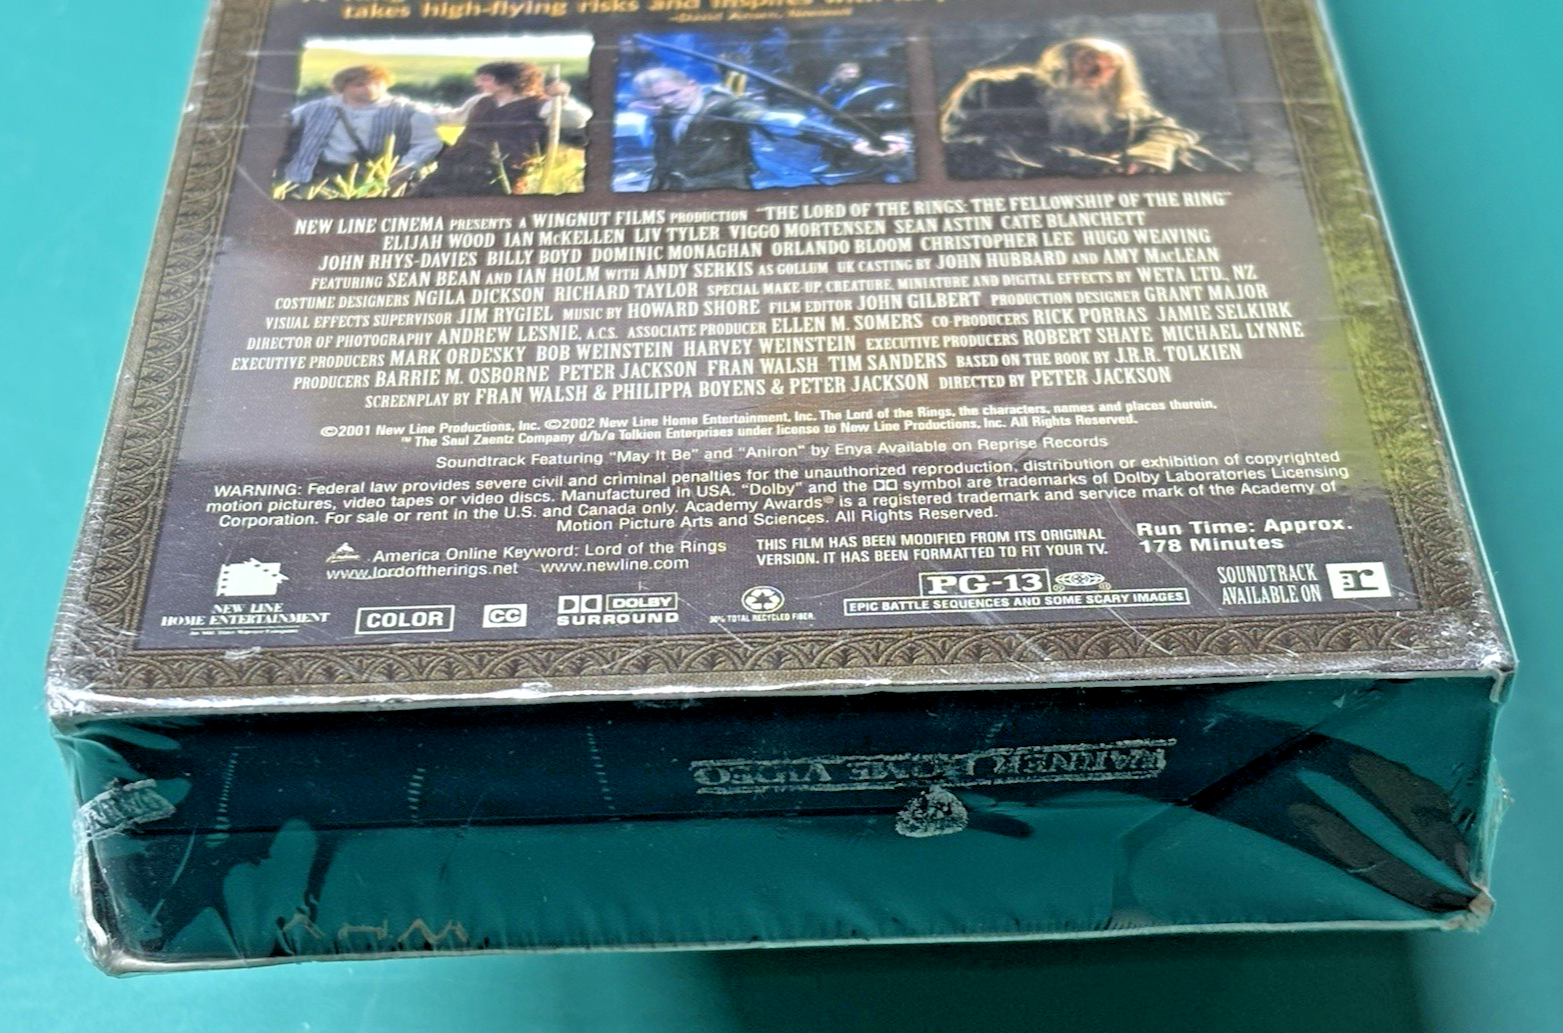 takes high-flying risks and inspires with
NEW LINE CINEMA PRESENTS A WINGNUT FILMS PRODUCTION "THE LORD OF THE RINGS: THE FELLOWSHIP OF THE RING"
ELIJAH WOOD IAN McKELLEN LIV TYLER VIGGO MORTENSEN SEAN ASTIN CATE BLANCHETT
JOHN RHYS-DAVIES BILLY BOYD DOMINIC MONAGHAN ORLANDO BLOOM CHRISTOPHER LEE HUGO WEAVING
FEATURING SEAN BEAN AND IAN HOLM WITH ANDY SERKIS AS GOLLUM UK CASTING BY JOHN HUBBARD AND AMY MacLEAN
COSTUME DESIGNERS NGILA DICKSON RICHARD TAYLOR SPECIAL MAKE-UP, CREATURE, MINIATURE AND DIGITAL EFFECTS BY WETA LTD., NZ
VISUAL EFFECTS SUPERVISOR JIM RYGIEL MUSIC BY HOWARD SHORE FILM EDITOR JOHN GILBERT PRODUCTION DESIGNER GRANT MAJOR
DIRECTOR OF PHOTOGRAPHY ANDREW LESNIE, A.C.S. ASSOCIATE PRODUCER ELLEN M. SOMERS CO-PRODUCERS RICK PORRAS JAMIE SELKIRK
EXECUTIVE PRODUCERS MARK ORDESKY BOB WEINSTEIN HARVEY WEINSTEIN EXECUTIVE PRODUCERS ROBERT SHAYE MICHAEL LYNNE
PRODUCERS BARRIE M. OSBORNE PETER JACKSON FRAN WALSH TIM SANDERS BASED ON THE BOOK BY J.R.R. TOLKIEN
SCREENPLAY BY FRAN WALSH & PHILIPPA BOYENS & PETER JACKSON DIRECTED BY PETER JACKSON
©2001 New Line Productions, Inc. ©2002 New Line Home Entertainment, Inc. The Lord of the Rings, the characters, names and places therein,
™ The Saul Zaentz Company d/b/a Tolkien Enterprises under license to New Line Productions, Inc. All Rights Reserved.
Soundtrack Featuring "May It Be" and "Aniron" by Enya Available on Reprise Records
WARNING: Federal law provides severe civil and criminal penalties for the unauthorized reproduction, distribution or exhibition of copyrighted
motion pictures, video tapes or video discs. Manufactured in USA. "Dolby" and the DD symbol are trademarks of Dolby Laboratories Licensing
Corporation. For sale or rent in the U.S. and Canada only. Academy Awards® is a registered trademark and service mark of the Academy of
Motion Picture Arts and Sciences. All Rights Reserved.
America Online Keyword: Lord of the Rings
www.lordoftherings.net www.newline.com
THIS FILM HAS BEEN MODIFIED FROM ITS ORIGINAL
VERSION. IT HAS BEEN FORMATTED TO FIT YOUR TV.
Run Time: Approx.
178 Minutes
NEW LINE
HOME ENTERTAINMENT
COLOR
CC
DOLBY
SURROUND
TOTAL RECYCLED FIBER.
PG-13
EPIC BATTLE SEQUENCES AND SOME SCARY IMAGES
SOUNDTRACK
AVAILABLE ON
WARNER HOME VIDEO